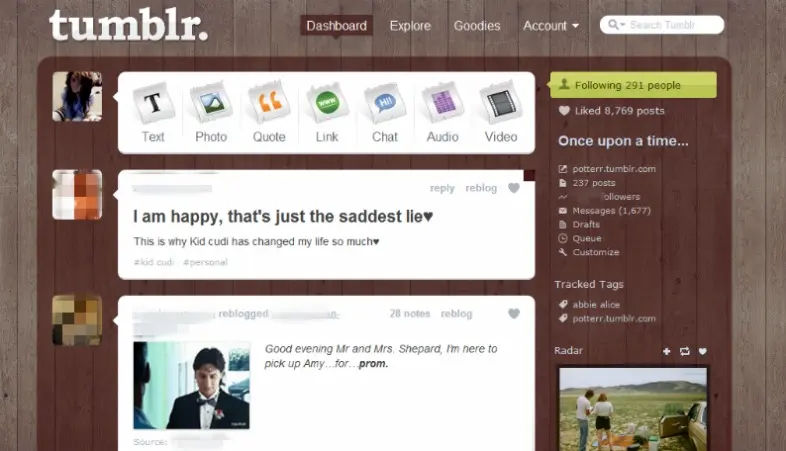 tumblr.
Dashboard Explore Goodies Account Search Tumblr
Text Photo Quote Link Chat Audio Video
reply reblog
I am happy, that's just the saddest lie♥
This is why Kid cudi has changed my life so much♥
#kid cudi #personal
reblogged 28 notes reblog
Good evening Mr and Mrs. Shepard, I'm here to
pick up Amy...for...prom.
Source:
Following 291 people
Liked 8,769 posts
Once upon a time...
potterr.tumblr.com
237 posts
followers
Messages (1,677)
Drafts
Queue
Customize
Tracked Tags
abbie alice
potterr.tumblr.com
Radar